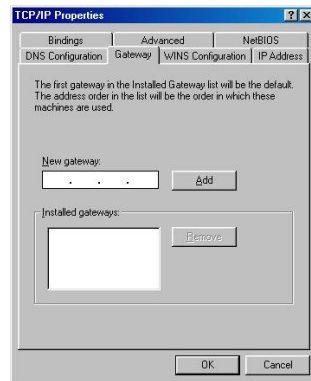 TCP/IP Properties
Bindings Advanced NetBIOS
DNS Configuration Gateway WINS Configuration IP Address
The first gateway in the Installed Gateway list will be the default.
The address order in the list will be the order in which these
machines are used.
New gateway:
. . . Add
Installed gateways:
Remove
OK Cancel